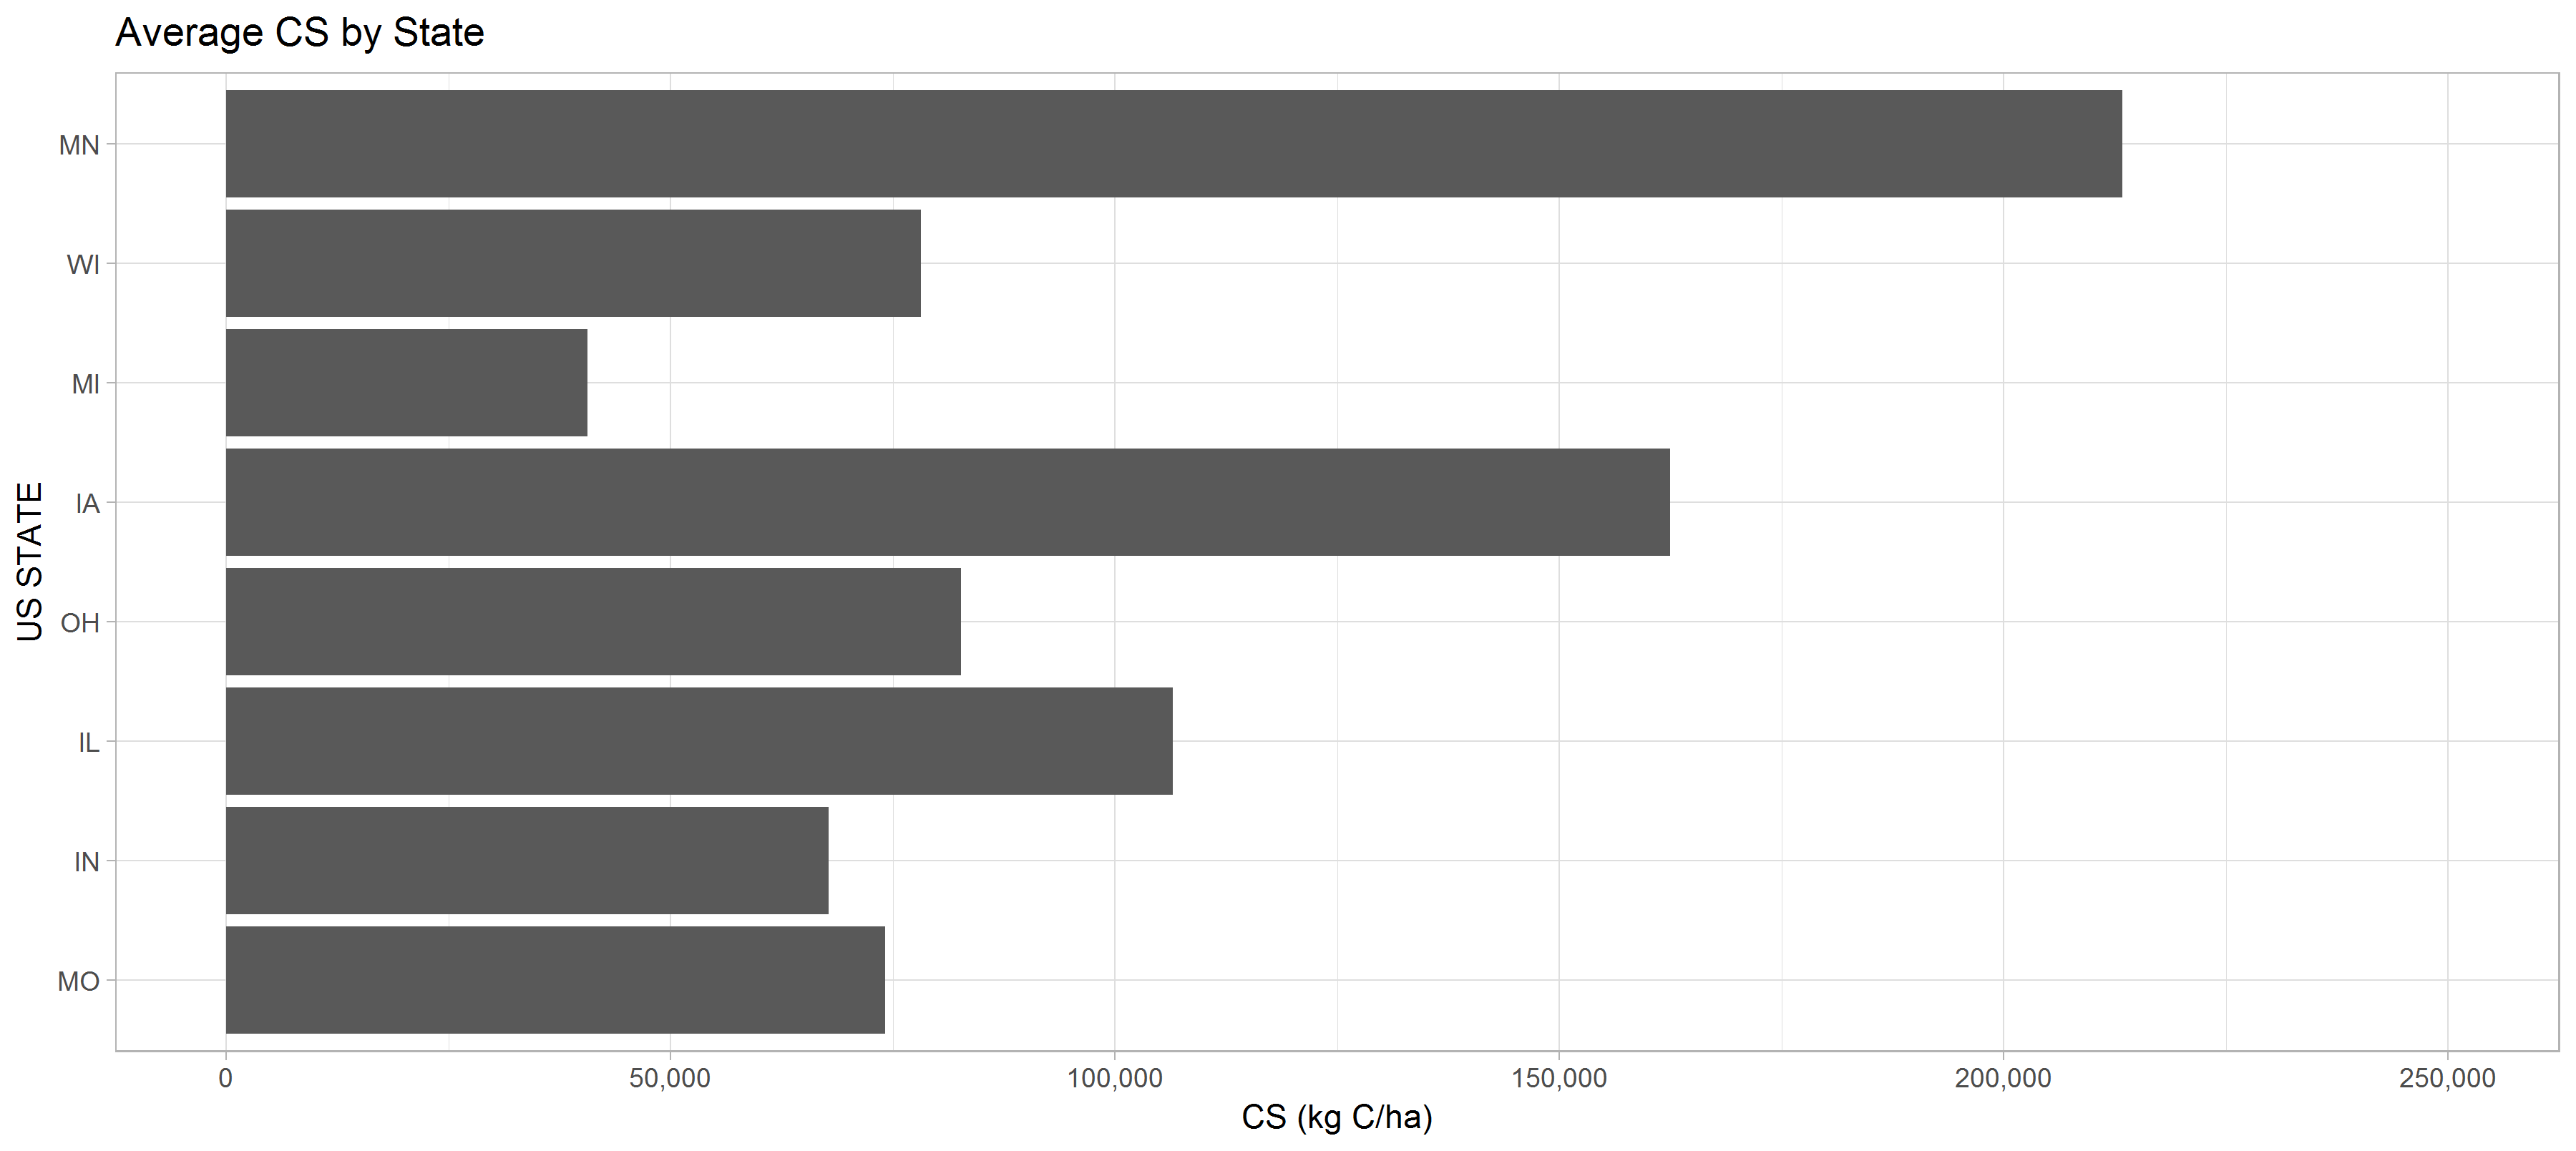 Average CS by State
US STATE
MN
WI
MI
IA
OH
IL
IN
MO
0 50,000 100,000 150,000 200,000 250,000
CS (kg C/ha)